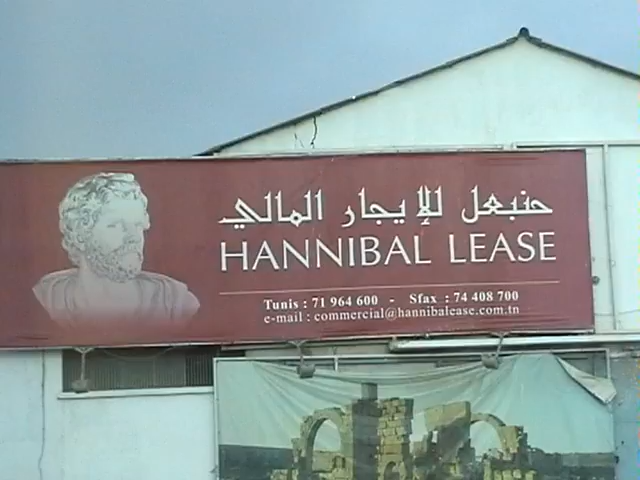 حنبعل للإيجار المالي
HANNIBAL LEASE
Tunis : 71 964 600 - Sfax : 74 408 700
e-mail : commercial@hannibalease.com.tn